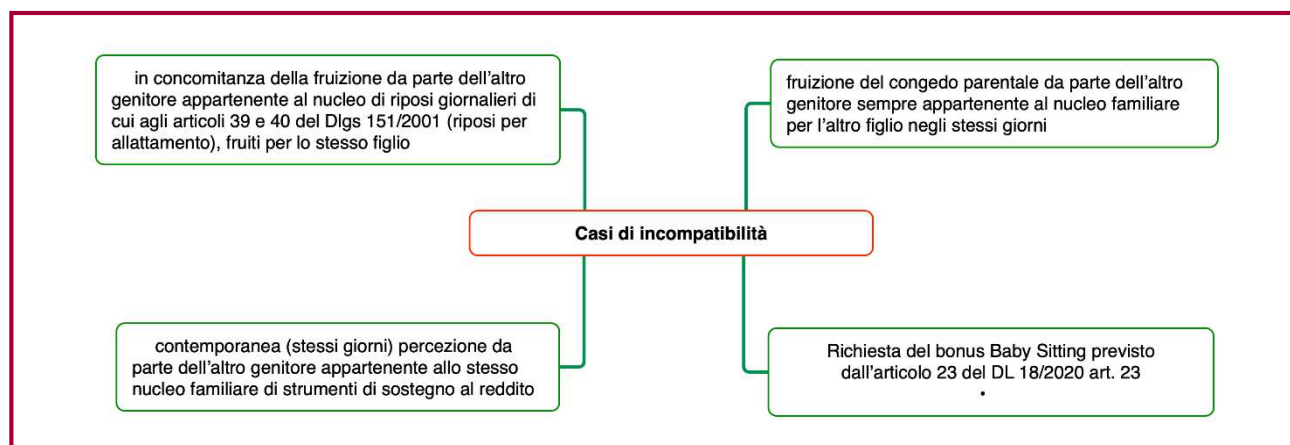 in concomitanza della fruizione da parte dell'altro
genitore appartenente al nucleo di riposi giornalieri di
cui agli articoli 39 e 40 del Dlgs 151/2001 (riposi per
allattamento), fruiti per lo stesso figlio
fruizione del congedo parentale da parte dell'altro
genitore sempre appartenente al nucleo familiare
per l'altro figlio negli stessi giorni
Casi di incompatibilità
contemporanea (stessi giorni) percezione da
parte dell'altro genitore appartenente allo stesso
nucleo familiare di strumenti di sostegno al reddito
Richiesta del bonus Baby Sitting previsto
dall'articolo 23 del DL 18/2020 art. 23
•